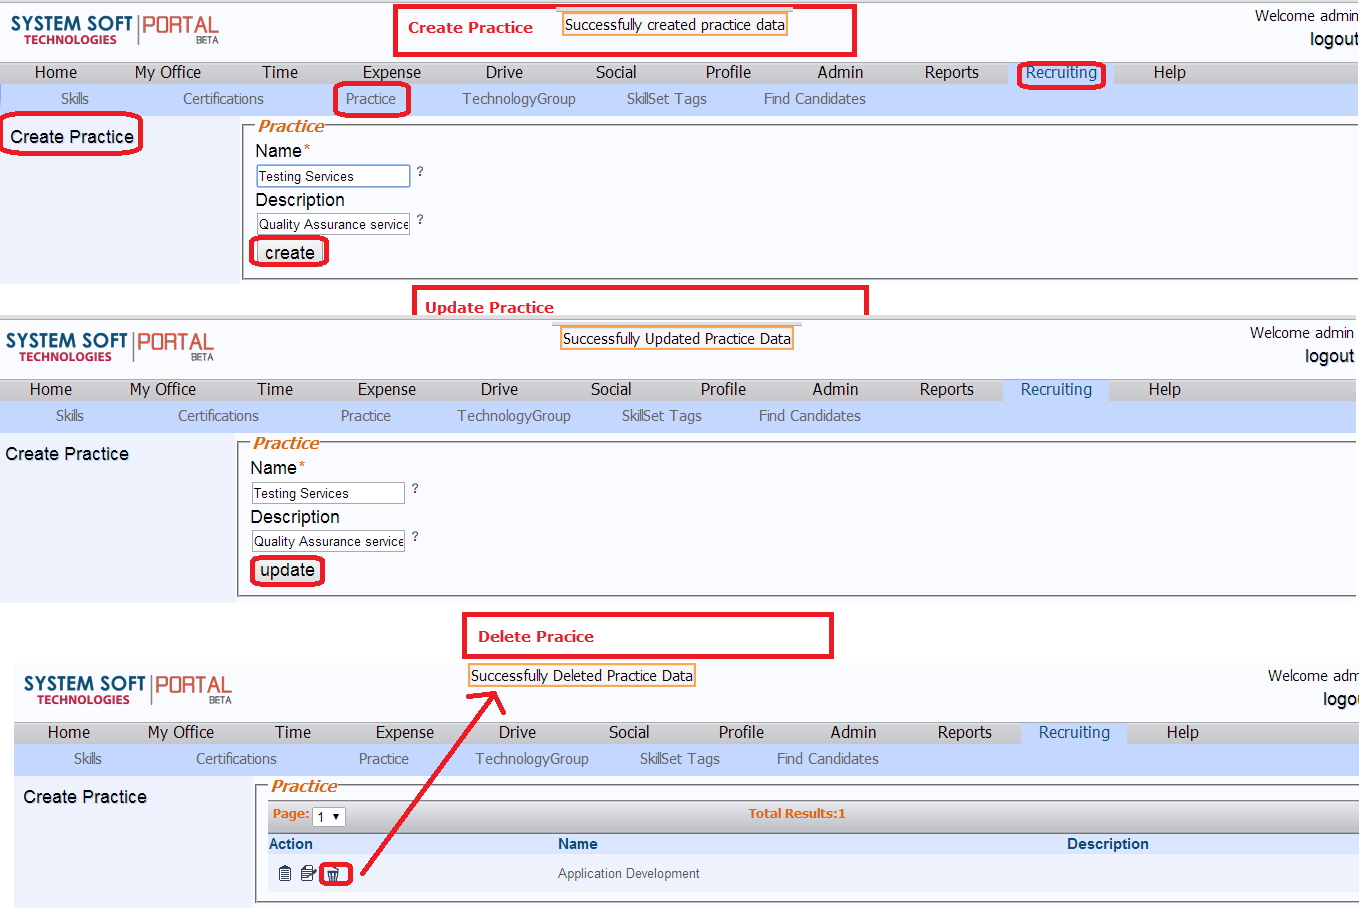 SYSTEM SOFT PORTAL
TECHNOLOGIES BETA
Create Practice
Successfully created practice data
Welcome admin
logout
Home My Office Time Expense Drive Social Profile Admin Reports Recruiting Help
Skills Certifications Practice TechnologyGroup SkillSet Tags Find Candidates
Create Practice
Practice
Name*
Testing Services ?
Description
Quality Assurance service ?
create
Update Practice
SYSTEM SOFT PORTAL
TECHNOLOGIES BETA
Successfully Updated Practice Data
Welcome admin
logout
Home My Office Time Expense Drive Social Profile Admin Reports Recruiting Help
Skills Certifications Practice TechnologyGroup SkillSet Tags Find Candidates
Create Practice
Practice
Name*
Testing Services ?
Description
Quality Assurance service ?
update
Delete Pracice
SYSTEM SOFT PORTAL
TECHNOLOGIES BETA
Successfully Deleted Practice Data
Welcome adm
logou
Home My Office Time Expense Drive Social Profile Admin Reports Recruiting Help
Skills Certifications Practice TechnologyGroup SkillSet Tags Find Candidates
Create Practice
Practice
Page: 1 Total Results:1
Action Name Description
Application Development